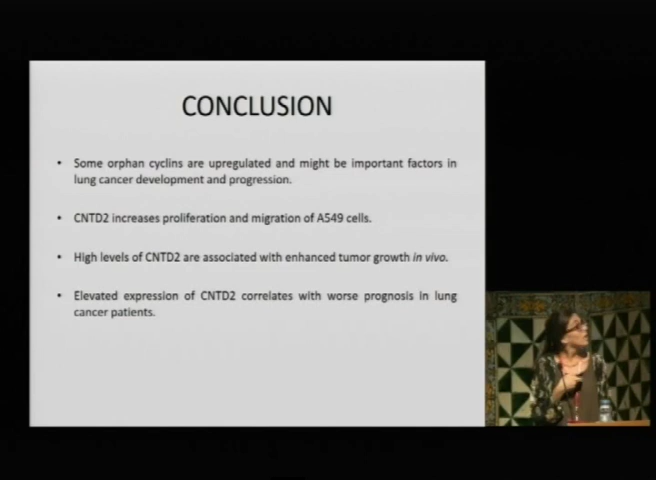 CONCLUSION
• Some orphan cyclins are upregulated and might be important factors in
lung cancer development and progression.
• CNTD2 increases proliferation and migration of A549 cells.
• High levels of CNTD2 are associated with enhanced tumor growth in vivo.
• Elevated expression of CNTD2 correlates with worse prognosis in lung
cancer patients.